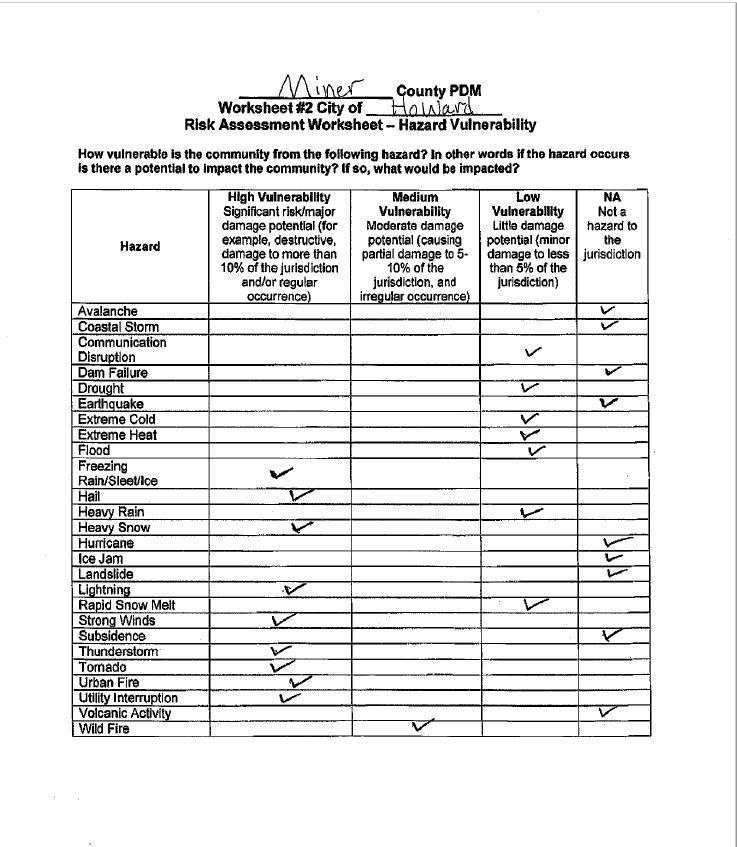 Miner County PDM
Worksheet #2 City of Howard
Risk Assessment Worksheet – Hazard Vulnerability
How vulnerable is the community from the following hazard? In other words if the hazard occurs
is there a potential to impact the community? If so, what would be impacted?
Hazard
High Vulnerability
Significant risk/major
damage potential (for
example, destructive,
damage to more than
10% of the jurisdiction
and/or regular
occurrence)
Medium
Vulnerability
Moderate damage
potential (causing
partial damage to 5-
10% of the
jurisdiction, and
irregular occurrence)
Low
Vulnerability
Little damage
potential (minor
damage to less
than 5% of the
jurisdiction)
NA
Not a
hazard to
the
jurisdiction
Avalanche ✓
Coastal Storm ✓
Communication
Disruption ✓
Dam Failure ✓
Drought ✓
Earthquake ✓
Extreme Cold ✓
Extreme Heat ✓
Flood ✓
Freezing
Rain/Sleet/Ice ✓
Hail ✓
Heavy Rain ✓
Heavy Snow ✓
Hurricane ✓
Ice Jam ✓
Landslide ✓
Lightning ✓
Rapid Snow Melt ✓
Strong Winds ✓
Subsidence ✓
Thunderstorm ✓
Tornado ✓
Urban Fire ✓
Utility Interruption ✓
Volcanic Activity ✓
Wild Fire ✓